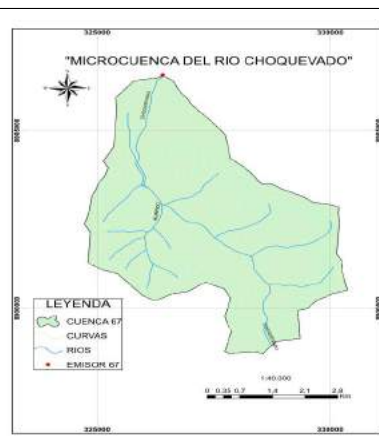 325000 330000
"MICROCUENCA DEL RIO CHOQUEVADO"
LEYENDA
CUENCA 67
CURVAS
RIOS
EMISOR 67
1:40,000
0 0.35 0.7 1.4 2.1 2.8
325000 330000